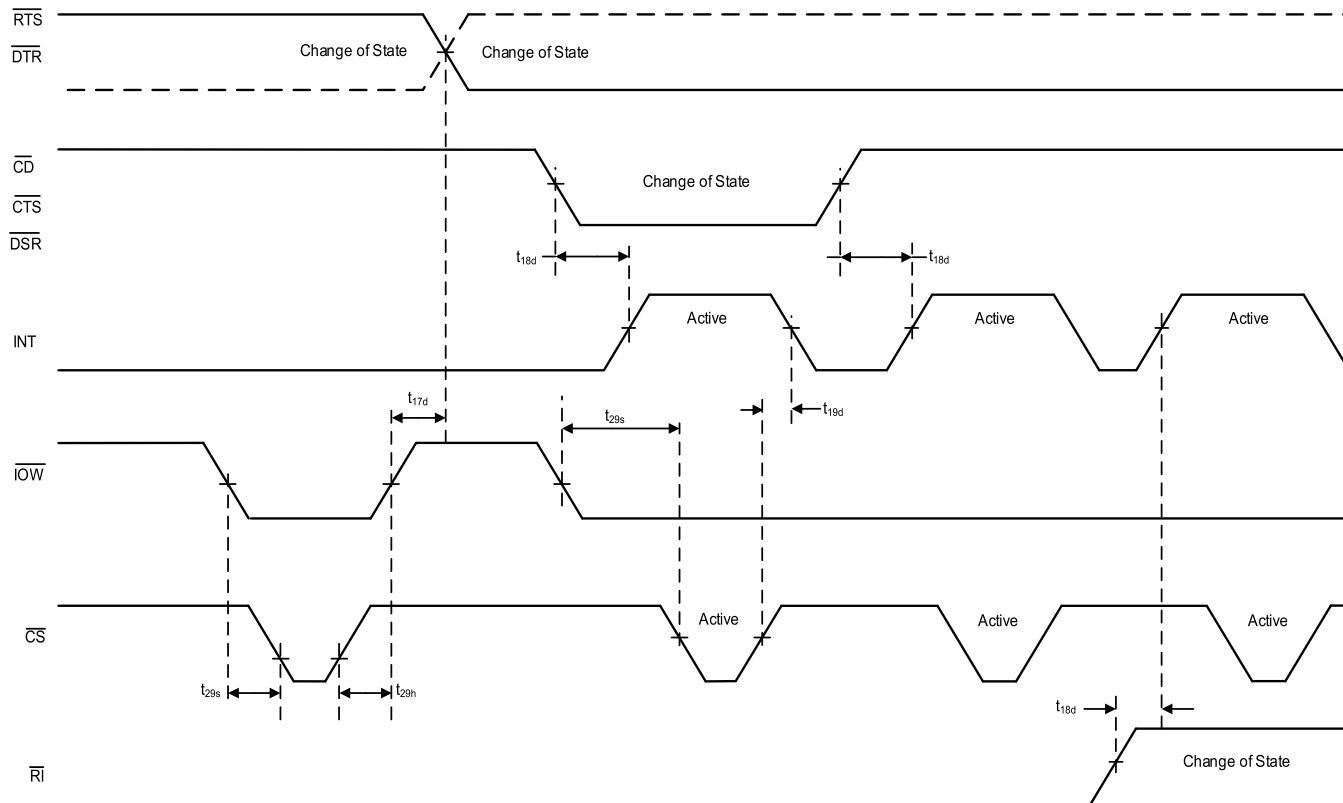 RTS
DTR
Change of State Change of State
CD
Change of State
CTS
DSR
t18d t18d
INT
Active Active Active
t17d
t29s
t19d
IOW
CS
Active Active Active
t29s t29h
t18d
RI
Change of State